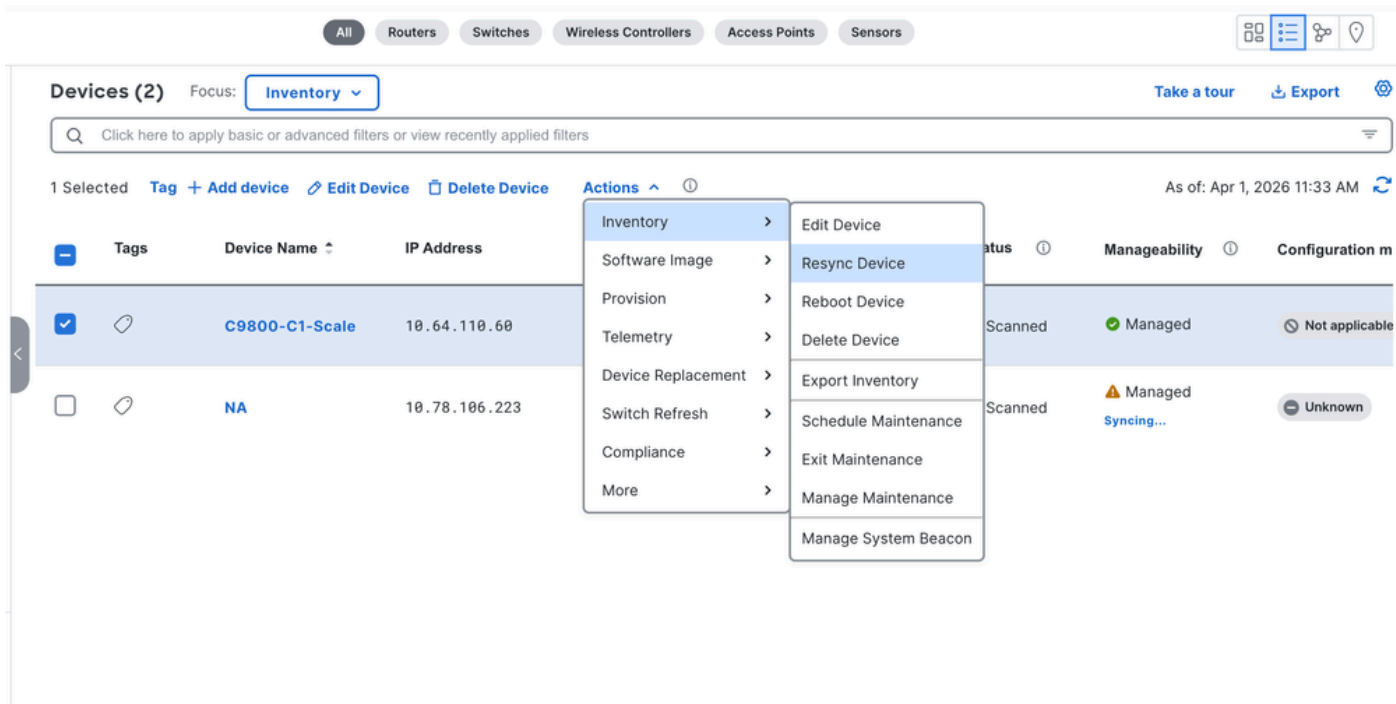 All Routers Switches Wireless Controllers Access Points Sensors
Devices (2) Focus: Inventory Take a tour Export
Click here to apply basic or advanced filters or view recently applied filters
1 Selected Tag + Add device Edit Device Delete Device Actions As of: Apr 1, 2026 11:33 AM
Tags Device Name IP Address atus Manageability Configuration m
C9800-C1-Scale 10.64.110.60 Scanned Managed Not applicable
NA 10.78.106.223 Scanned Managed Unknown
Syncing...
Inventory
Software Image
Provision
Telemetry
Device Replacement
Switch Refresh
Compliance
More
Edit Device
Resync Device
Reboot Device
Delete Device
Export Inventory
Schedule Maintenance
Exit Maintenance
Manage Maintenance
Manage System Beacon